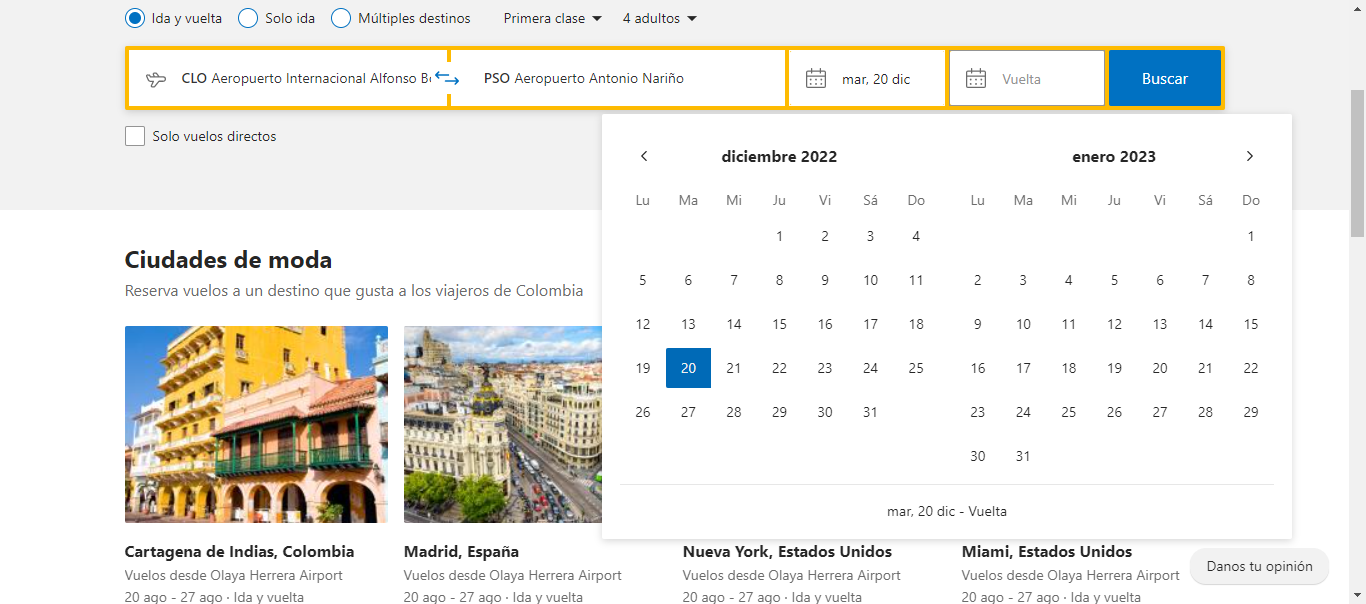 Ida y vuelta Solo ida Múltiples destinos Primera clase 4 adultos
CLO Aeropuerto Internacional Alfonso Bo PSO Aeropuerto Antonio Nariño mar, 20 dic Vuelta Buscar
Solo vuelos directos
diciembre 2022 enero 2023
Lu Ma Mi Ju Vi Sá Do Lu Ma Mi Ju Vi Sá Do
1 2 3 4 1
5 6 7 8 9 10 11 2 3 4 5 6 7 8
12 13 14 15 16 17 18 9 10 11 12 13 14 15
19 20 21 22 23 24 25 16 17 18 19 20 21 22
26 27 28 29 30 31 23 24 25 26 27 28 29
30 31
mar, 20 dic - Vuelta
Ciudades de moda
Reserva vuelos a un destino que gusta a los viajeros de Colombia
Cartagena de Indias, Colombia
Vuelos desde Olaya Herrera Airport
20 ago - 27 ago · Ida y vuelta
Madrid, España
Vuelos desde Olaya Herrera Airport
20 ago - 27 ago · Ida y vuelta
Nueva York, Estados Unidos
Vuelos desde Olaya Herrera Airport
20 ago - 27 ago · Ida y vuelta
Miami, Estados Unidos
Vuelos desde Olaya Herrera Airport
20 ago - 27 ago · Ida y vuelta
Danos tu opinión